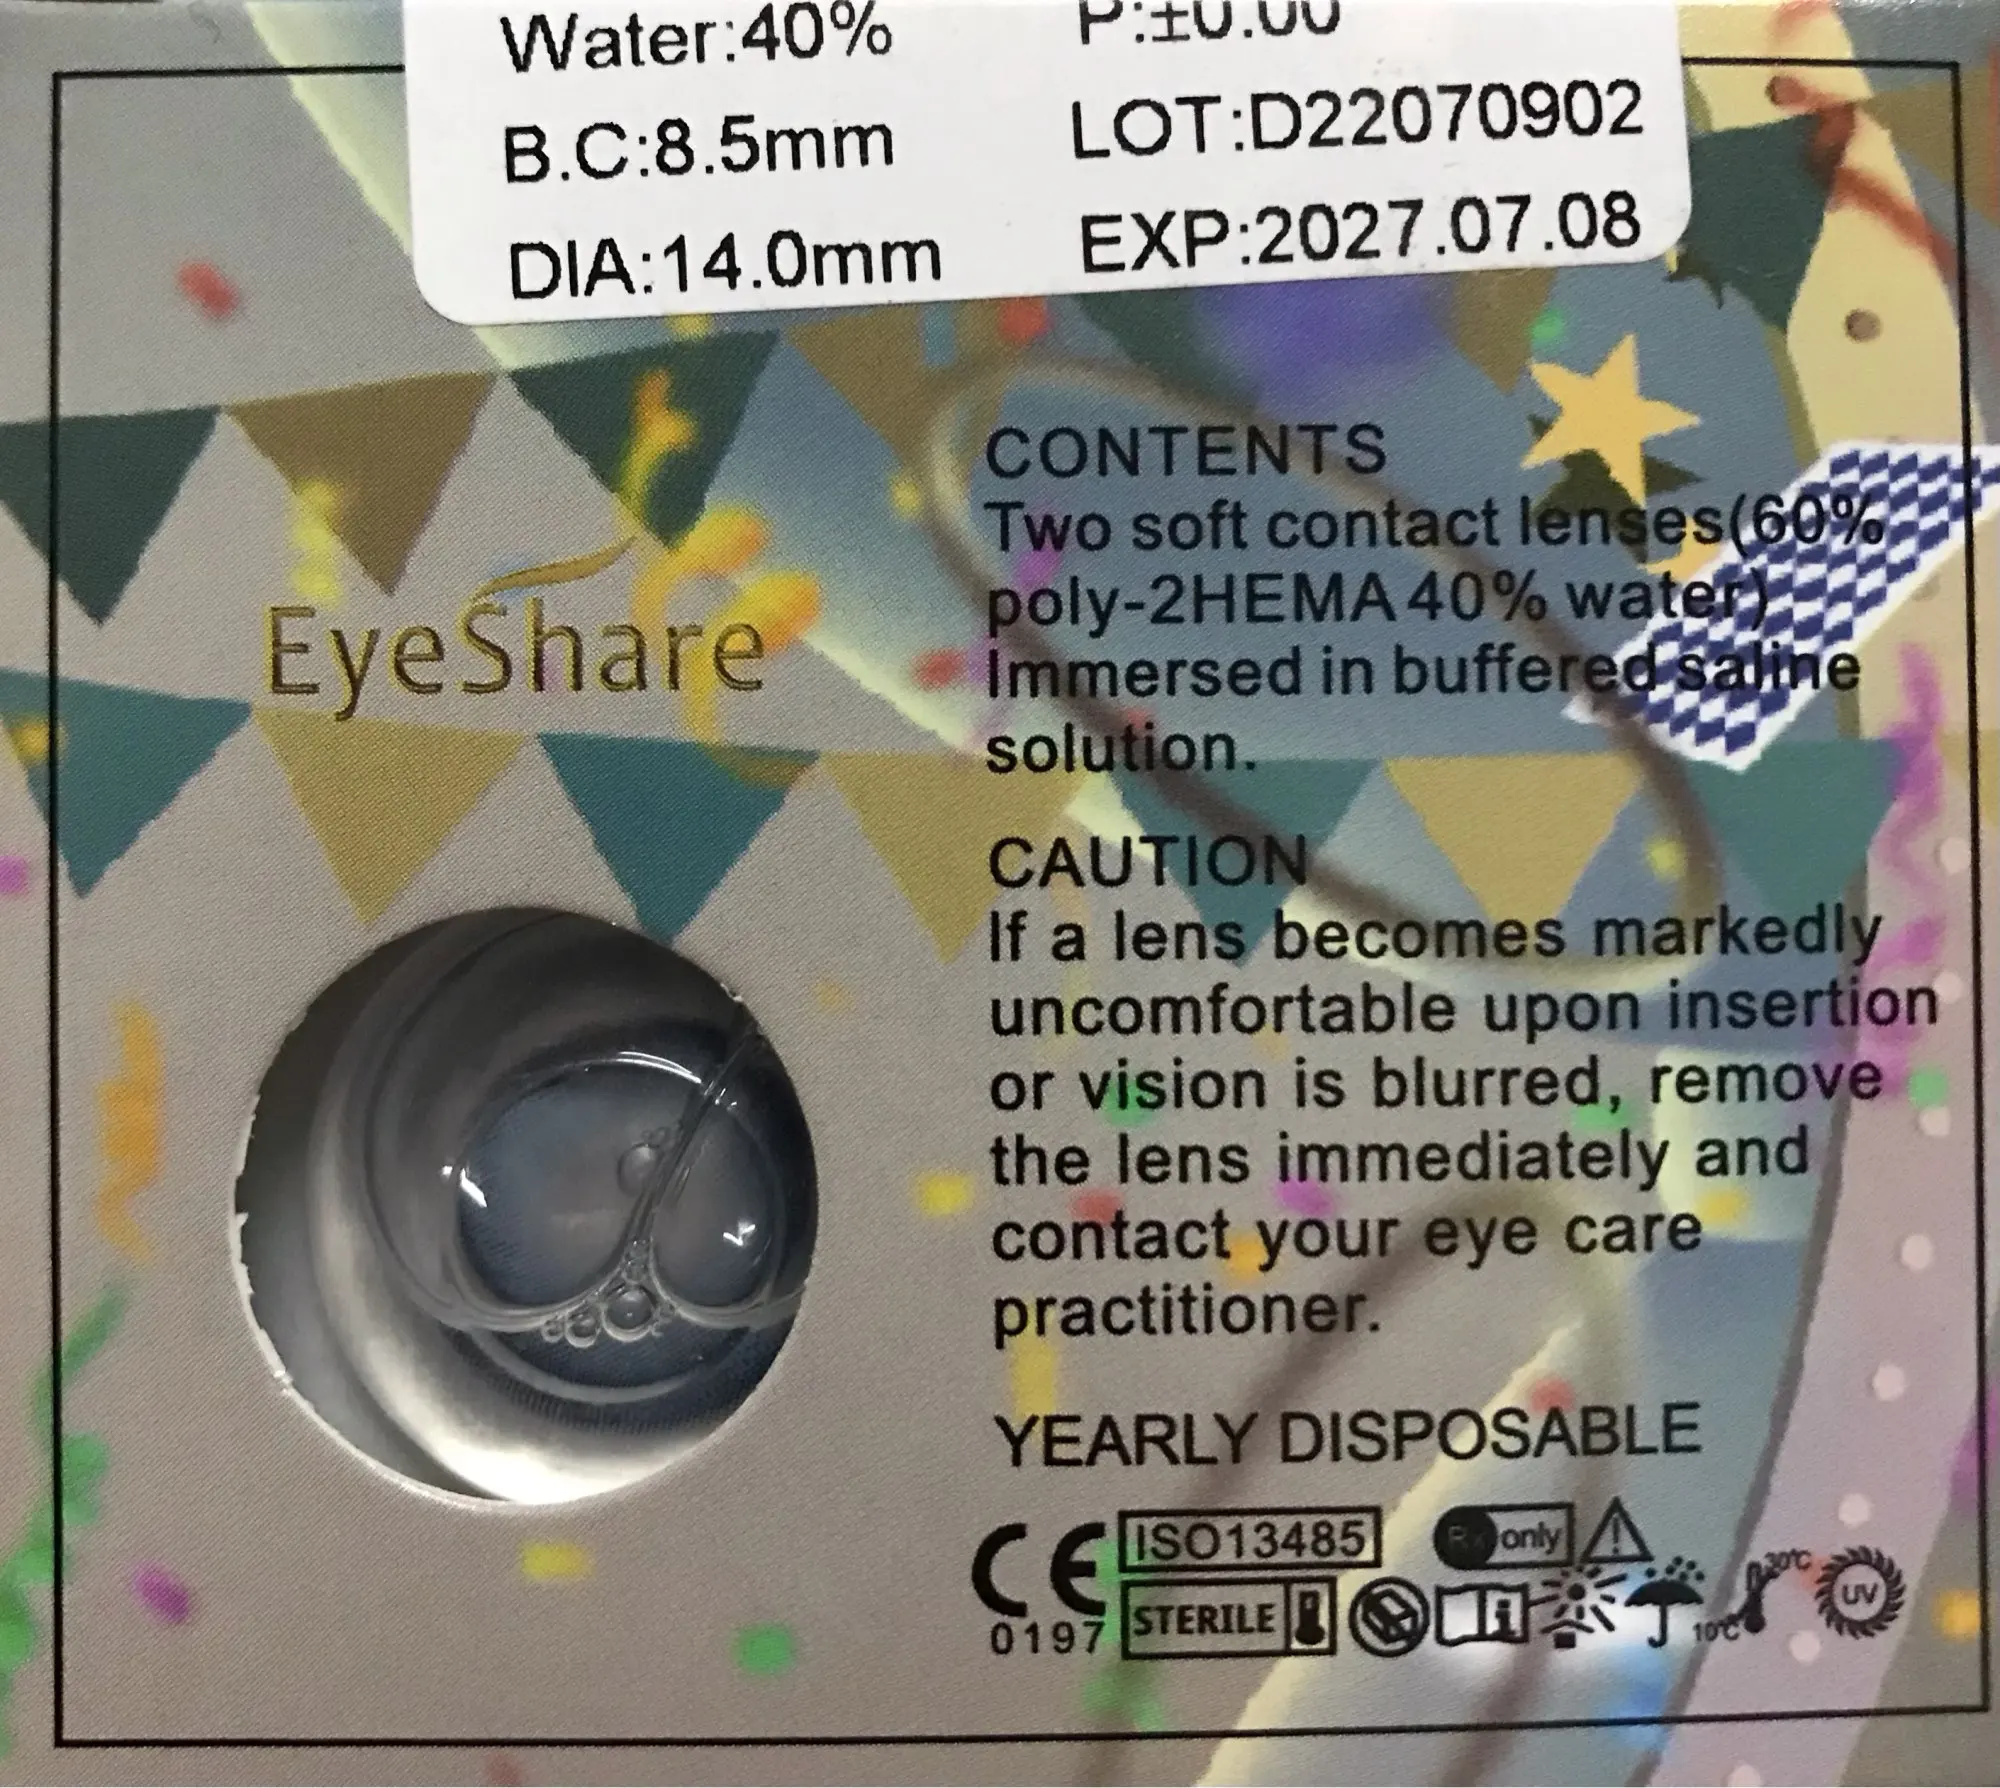 Water:40%
P:±0.00
B.C:8.5mm
LOT:D22070902
DIA:14.0mm
EXP:2027.07.08
EyeShare
CONTENTS
Two soft contact lenses(60%
poly-2HEMA 40% water)
Immersed in buffered saline
solution.
CAUTION
If a lens becomes markedly
uncomfortable upon insertion
or vision is blurred, remove
the lens immediately and
contact your eye care
practitioner.
YEARLY DISPOSABLE
CE
0197
ISO13485
Rx only
STERILE
i
30°C
10°C
UV